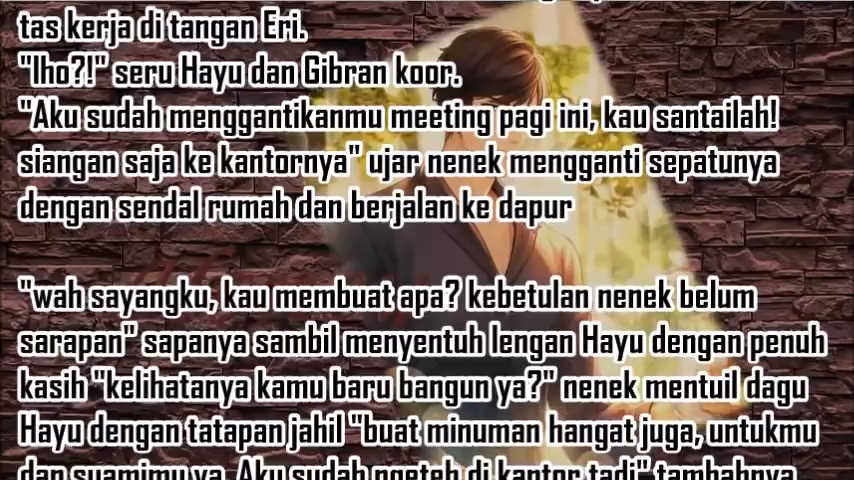 tas kerja di tangan Eri.
"lho?!" seru Hayu dan Gibran koor.
"Aku sudah menggantikanmu meeting pagi ini, kau santailah!
siangan saja ke kantornya" ujar nenek mengganti sepatunya
dengan sendal rumah dan berjalan ke dapur
"wah sayangku, kau membuat apa? kebetulan nenek belum
sarapan" sapanya sambil menyentuh lengan Hayu dengan penuh
kasih "kelihatanya kamu baru bangun ya?" nenek mentuil dagu
Hayu dengan tatapan jahil "buat minuman hangat juga, untukmu
dan suamimu ya. Aku sudah ngeteh di kantor tadi" tambahnya